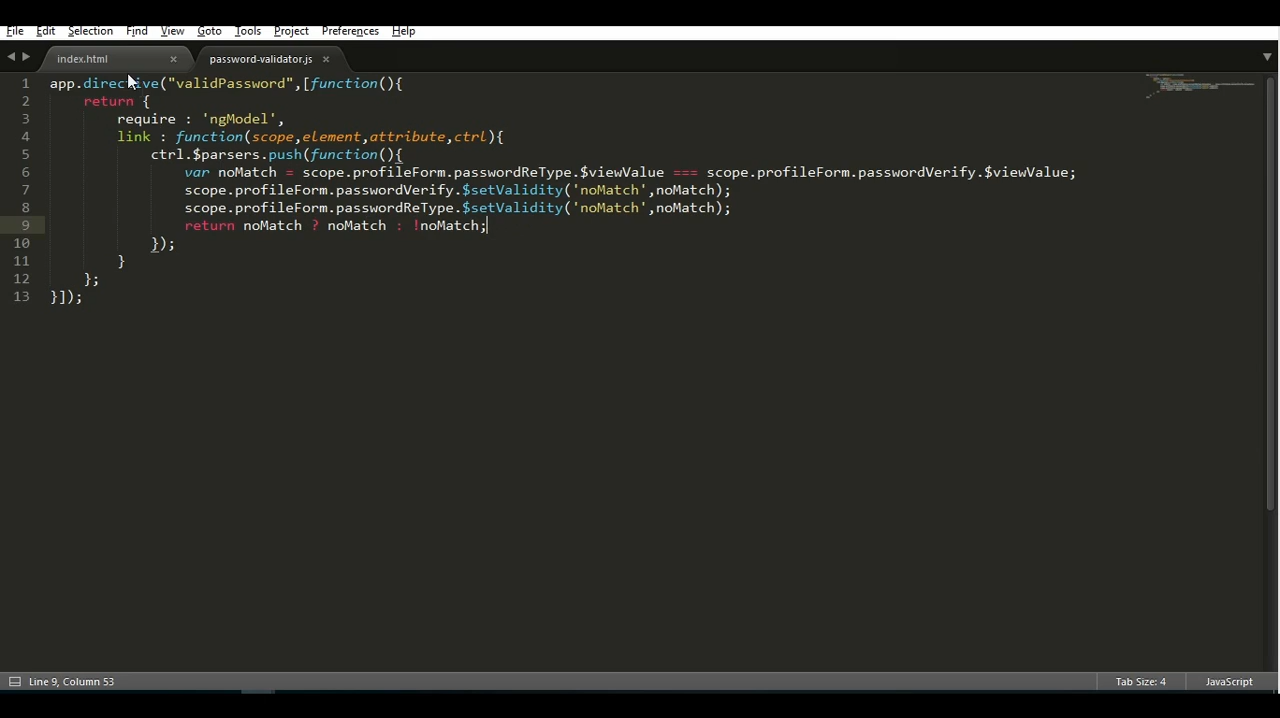 File Edit Selection Find View Goto Tools Project Preferences Help
index.html × password-validator.js ×
1 app.directive("validPassword",[function(){
2 return {
3 require : 'ngModel',
4 link : function(scope,element,attribute,ctrl){
5 ctrl.$parsers.push(function(){
6 var noMatch = scope.profileForm.passwordReType.$viewValue === scope.profileForm.passwordVerify.$viewValue;
7 scope.profileForm.passwordVerify.$setValidity('noMatch',noMatch);
8 scope.profileForm.passwordReType.$setValidity('noMatch',noMatch);
9 return noMatch ? noMatch : !noMatch;
10 });
11 }
12 };
13 }]);
Line 9, Column 53 Tab Size: 4 JavaScript